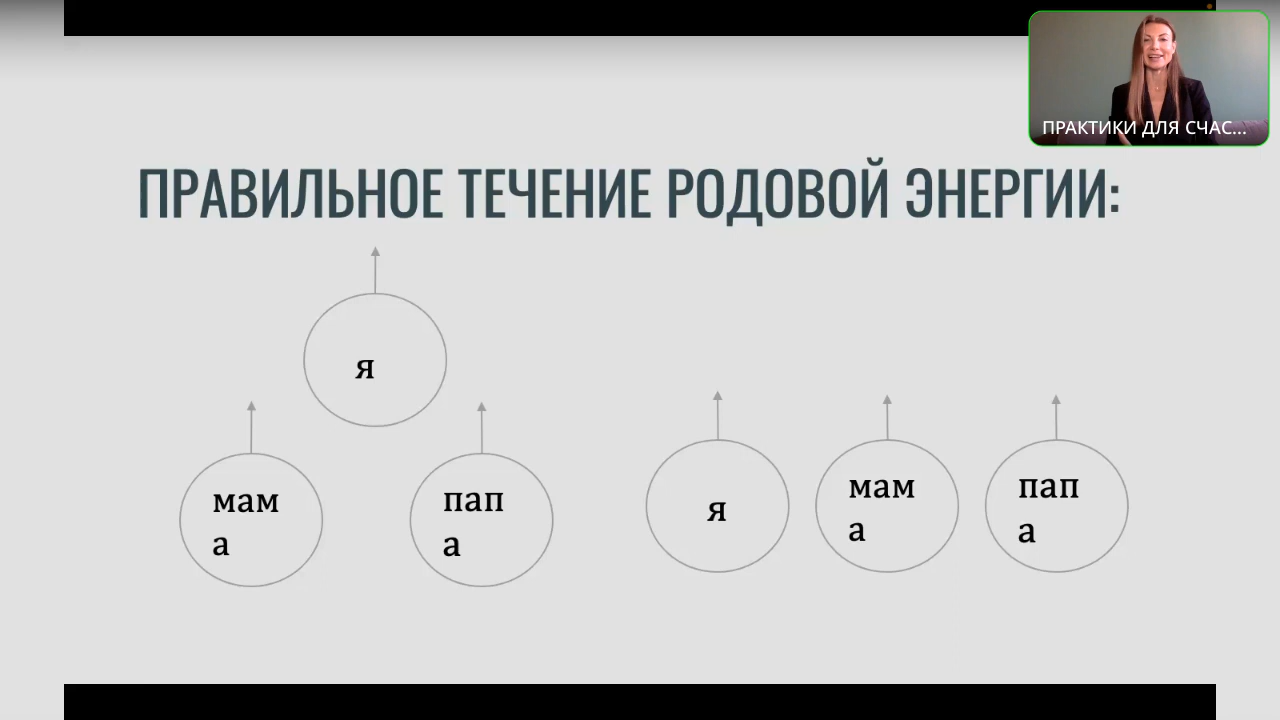 ПРАКТИКИ ДЛЯ СЧАС...
ПРАВИЛЬНОЕ ТЕЧЕНИЕ РОДОВОЙ ЭНЕРГИИ:
я
мам
а
пап
а
я
мам
а
пап
а